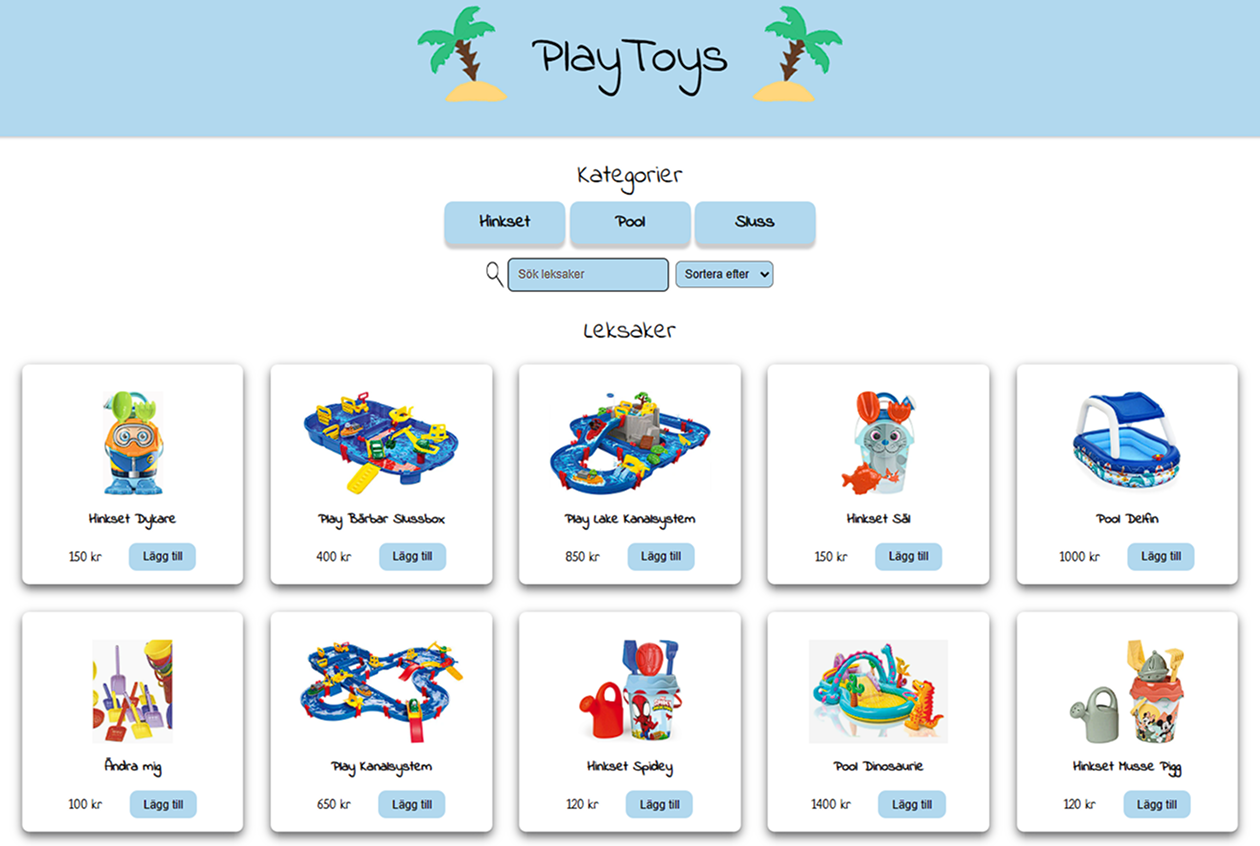 PlayToys
Kategorier
Hinkset Pool Sluss
Sök leksaker Sortera efter
Leksaker
Hinkset Dykare
150 kr Lägg till
Play Bärbar Slussbox
400 kr Lägg till
Play Lake Kanalsystem
850 kr Lägg till
Hinkset Säl
150 kr Lägg till
Pool Delfin
1000 kr Lägg till
Ändra mig
100 kr Lägg till
Play Kanalsystem
650 kr Lägg till
Hinkset Spidey
120 kr Lägg till
Pool Dinosaurie
1400 kr Lägg till
Hinkset Musse Pigg
120 kr Lägg till